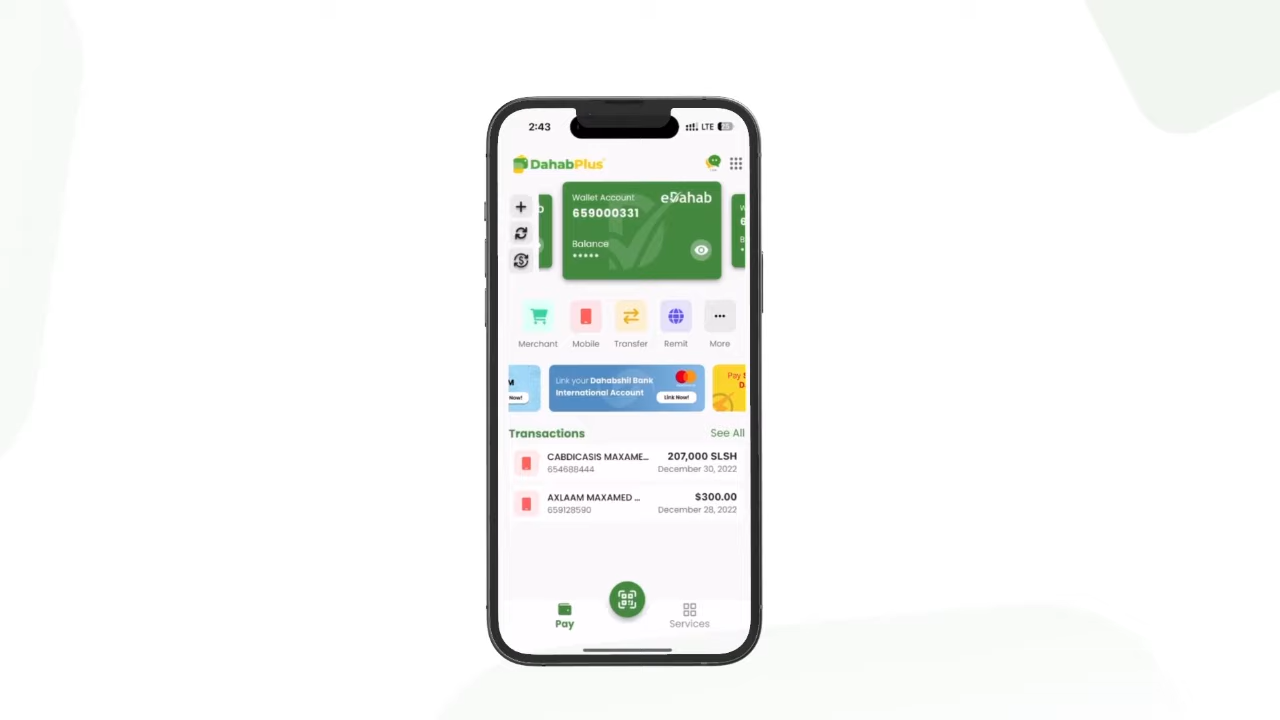 2:43
LTE
DahabPlus
Wallet Account
659000331
eDahab
Balance
*****
Merchant
Mobile
Transfer
Remit
More
Now!
Link your Dahabshil Bank
International Account
Link Now!
Pay
Transactions
See All
CABDICASIS MAXAME...
207,000 SLSH
654688444
December 30, 2022
AXLAAM MAXAMED ...
$300.00
659128590
December 28, 2022
Pay
Services